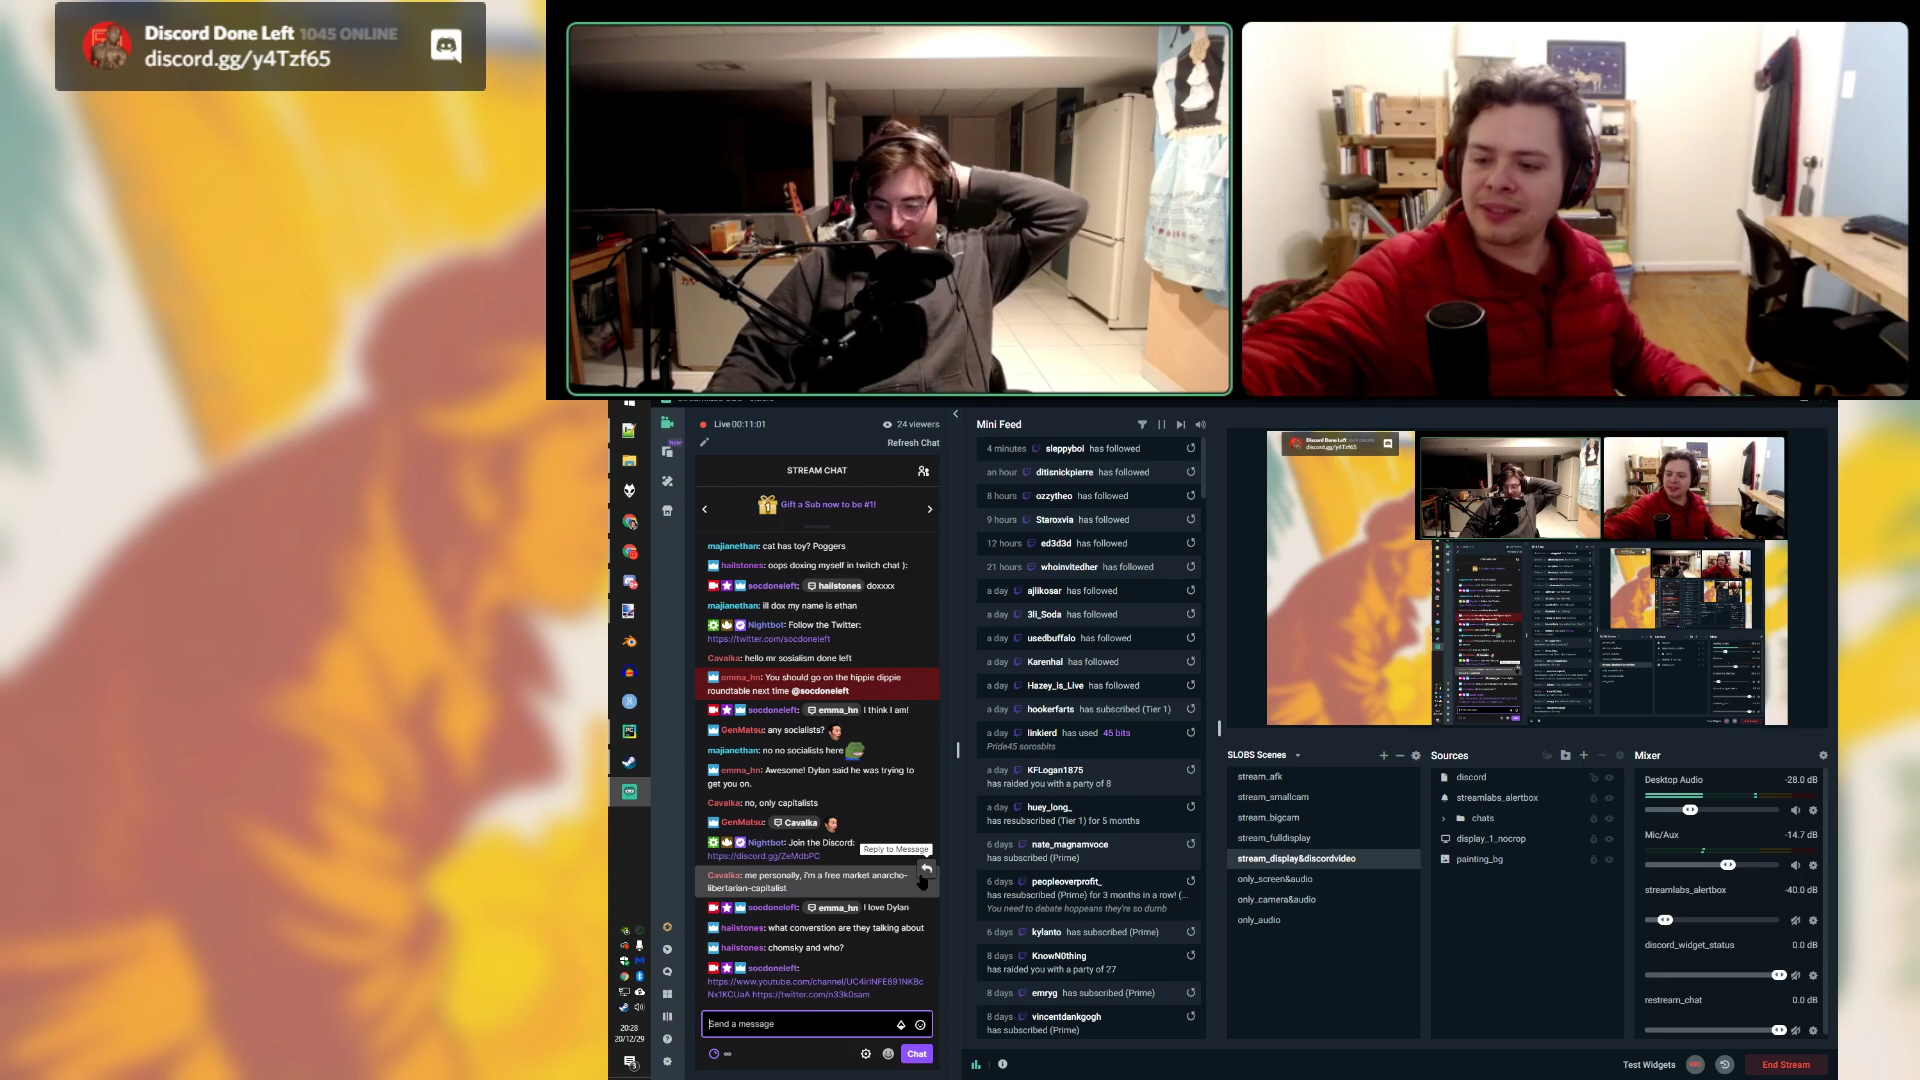 Discord Done Left 1045 ONLINE
discord.gg/y4Tzf65
Live 00:11:01
24 viewers
Refresh Chat
New
STREAM CHAT
1
Gift a Sub now to be #1!
majianethan: cat has toy? Poggers
hailstones: oops doxing myself in twitch chat ):
socdoneleft: hailstones doxxxx
majianethan: ill dox my name is ethan
Nightbot: Follow the Twitter:
https://twitter.com/socdoneleft
Cavalka: hello mr sosialism done left
emma_hn: You should go on the hippie dippie
roundtable next time @socdoneleft
socdoneleft: emma_hn I think I am!
GenMatsu: any socialists?
majianethan: no no socialists here
emma_hn: Awesome! Dylan said he was trying to
get you on.
Cavalka: no, only capitalists
GenMatsu: Cavalka
Nightbot: Join the Discord:
https://discord.gg/ZeMdbPC
Reply to Message
Cavalka: me personally, i'm a free market anarcho-
libertarian-capitalist
socdoneleft: emma_hn I love Dylan
hailstones: what converstion are they talking about
hailstones: chomsky and who?
socdoneleft:
https://twitter.com/n33k0sam
Send a message
Chat
20:28
20/12/29
Mini Feed
4 minutes sleppyboi has followed
an hour ditisnickpierre has followed
8 hours ozzytheo has followed
9 hours Staroxvia has followed
12 hours ed3d3d has followed
21 hours whoinvitedher has followed
a day ajlikosar has followed
a day 3li_Soda has followed
a day usedbuffalo has followed
a day Karenhal has followed
a day Hazey_is_Live has followed
a day hookerfarts has subscribed (Tier 1)
a day linkierd has used 45 bits
Pride45 sorosbits
a day KFLogan1875
has raided you with a party of 8
a day huey_long_
has resubscribed (Tier 1) for 5 months
6 days nate_magnamvoce
has subscribed (Prime)
6 days peopleoverprofit_
has resubscribed (Prime) for 3 months in a row! (...
You need to debate hoppeans they're so dumb
6 days kylanto has subscribed (Prime)
8 days KnowN0thing
has raided you with a party of 27
8 days emryg has subscribed (Prime)
8 days vincentdankgogh
has subscribed (Prime)
Discord Done Left 1045 ONLINE
discord.gg/y4Tzf65
SLOBS Scenes
stream_afk
stream_smallcam
stream_bigcam
stream_fulldisplay
stream_display&discordvideo
only_screen&audio
only_camera&audio
only_audio
Sources
discord
streamlabs_alertbox
chats
display_1_nocrop
painting_bg
Mixer
Desktop Audio -28.0 dB
Mic/Aux -14.7 dB
streamlabs_alertbox -40.0 dB
discord_widget_status 0.0 dB
restream_chat 0.0 dB
Test Widgets
REC
End Stream